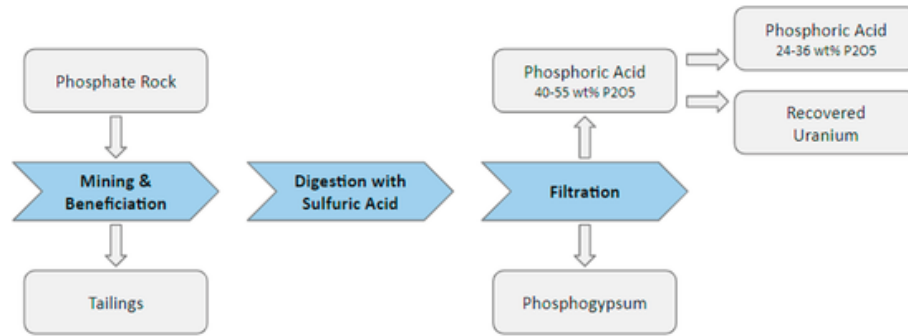 Phosphate Rock
Mining &
Beneficiation
Tailings
Digestion with
Sulfuric Acid
Phosphoric Acid
40-55 wt% P2O5
Filtration
Phosphogypsum
Phosphoric Acid
24-36 wt% P2O5
Recovered
Uranium